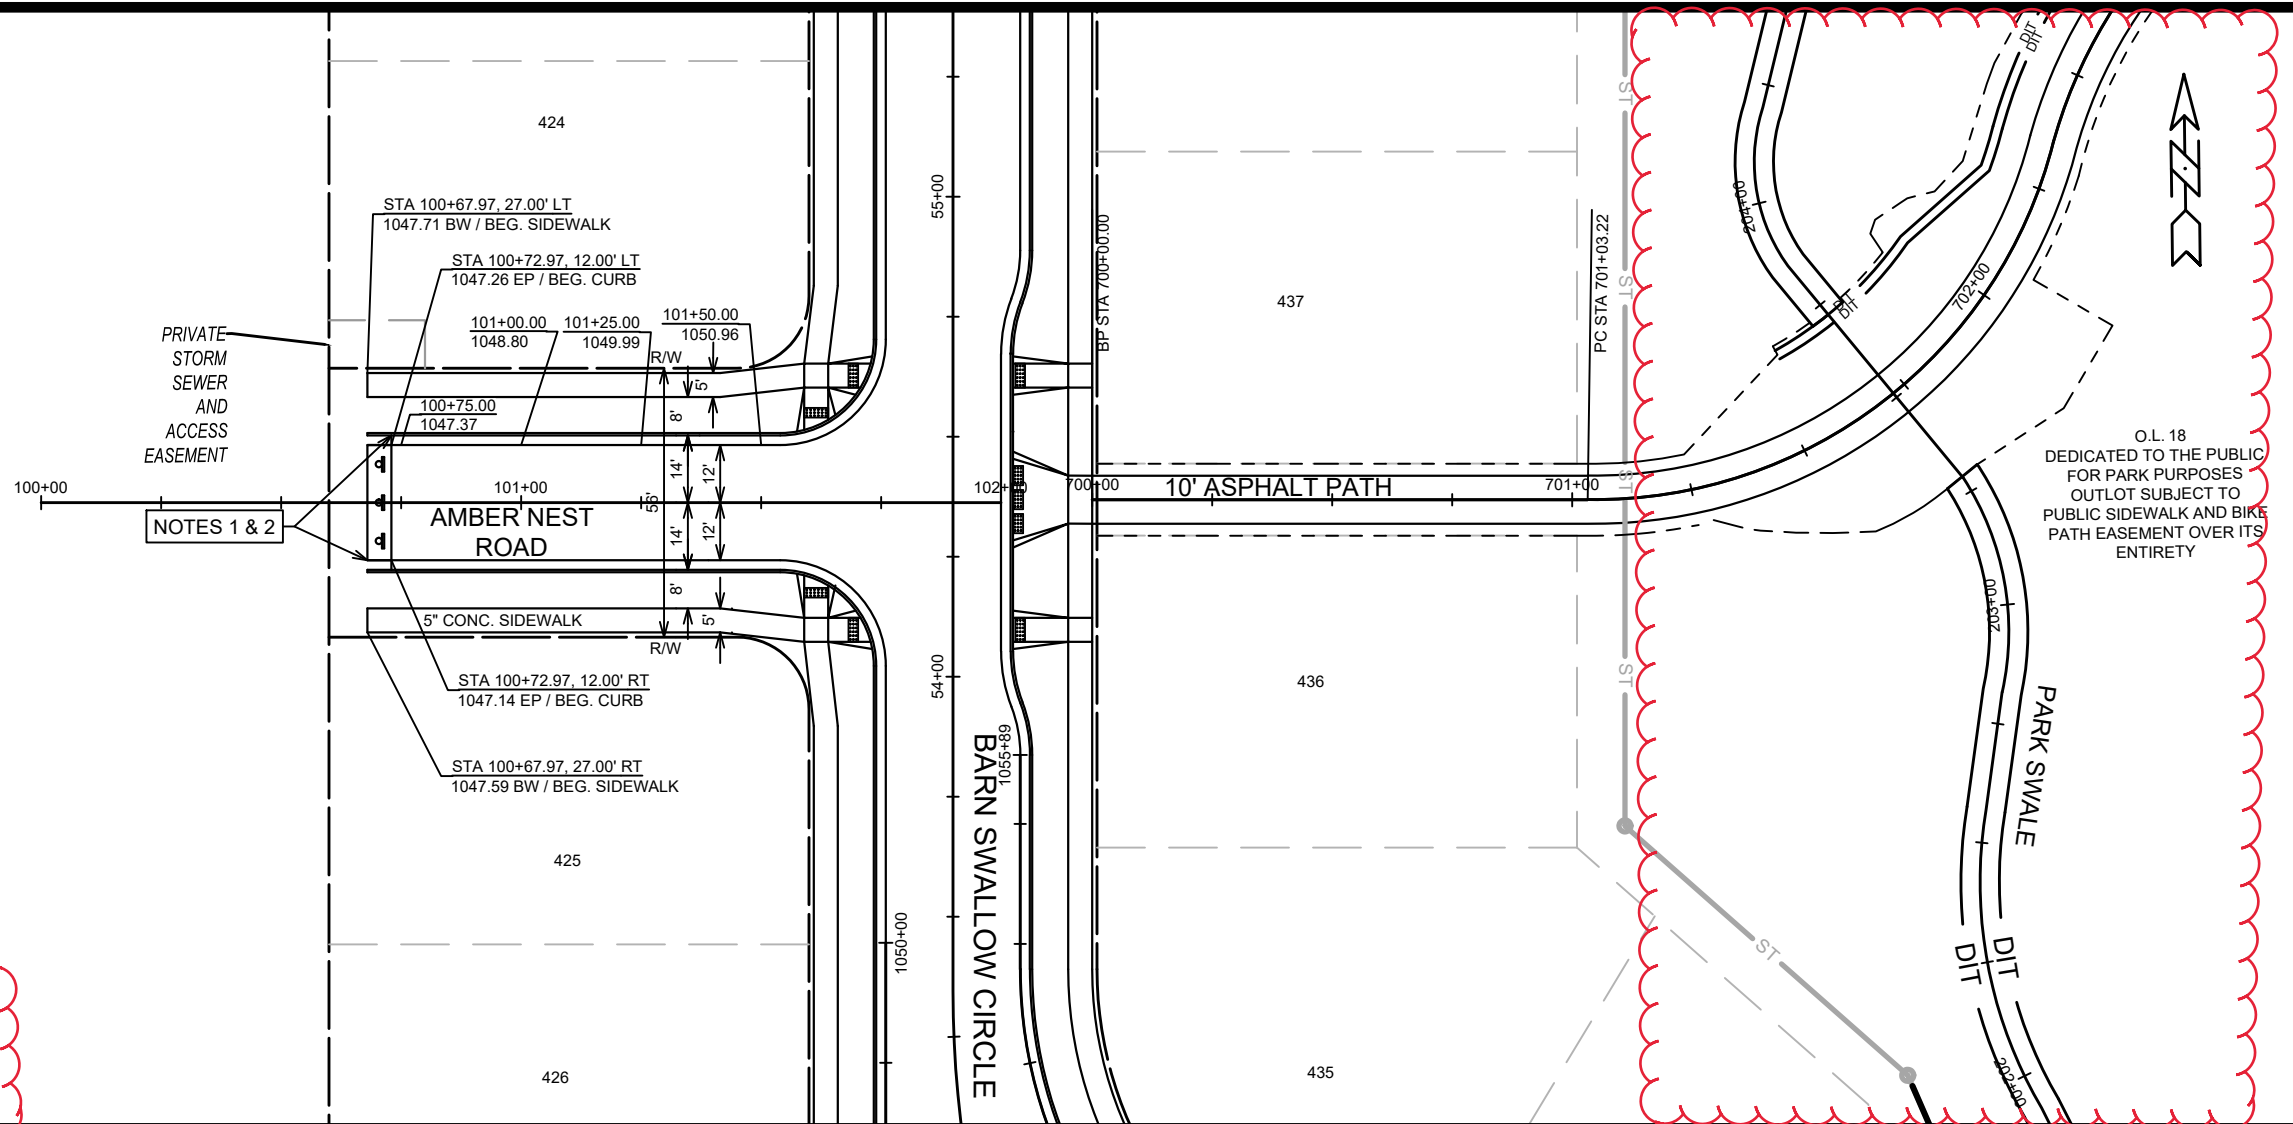 424
STA 100+67.97, 27.00' LT
1047.71 BW / BEG. SIDEWALK
STA 100+72.97, 12.00' LT
1047.26 EP / BEG. CURB
101+00.00
1048.80
101+25.00
1049.99
101+50.00
1050.96
PRIVATE
STORM
SEWER
AND
ACCESS
EASEMENT
R/W
5'
8'
100+75.00
1047.37
14'
12'
56'
100+00
101+00
102+00
NOTES 1 & 2
AMBER NEST
ROAD
14'
12'
8'
5'
5" CONC. SIDEWALK
R/W
STA 100+72.97, 12.00' RT
1047.14 EP / BEG. CURB
STA 100+67.97, 27.00' RT
1047.59 BW / BEG. SIDEWALK
425
426
55+00
54+00
1055+89
1050+00
BARN SWALLOW CIRCLE
BP STA 700+00.00
700+00
10' ASPHALT PATH
701+00
PC STA 701+03.22
702+00
437
436
435
ST
ST
ST
ST
ST
204+00
203+00
202+00
DIT
DIT
DIT
DIT
O.L. 18
DEDICATED TO THE PUBLIC
FOR PARK PURPOSES
OUTLOT SUBJECT TO
PUBLIC SIDEWALK AND BIKE
PATH EASEMENT OVER ITS
ENTIRETY
PARK SWALE
DIT
DIT
N